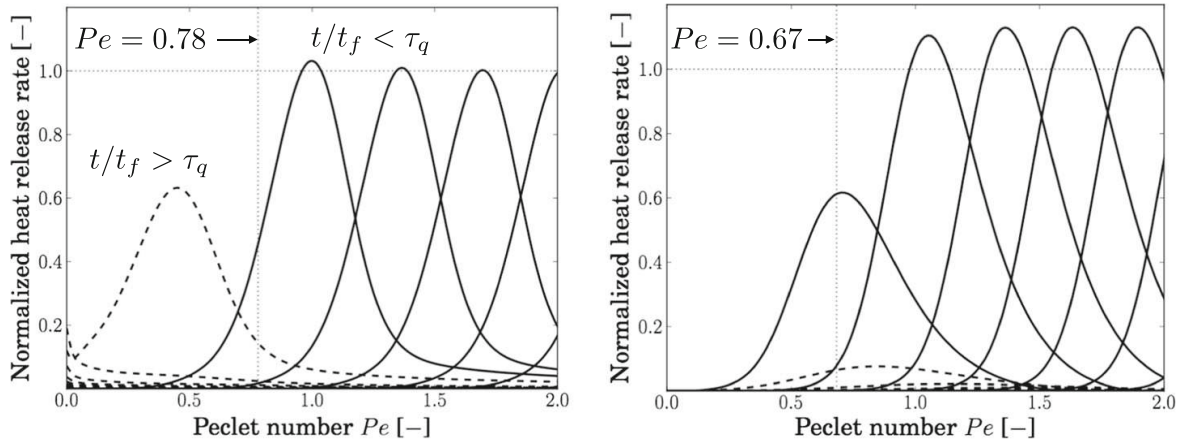 Normalized heat release rate [−]
Pe = 0.78
t/t_f < τ_q
t/t_f > τ_q
1.0
0.8
0.6
0.4
0.2
0.0 0.5 1.0 1.5 2.0
Peclet number Pe [−]
Normalized heat release rate [−]
Pe = 0.67
1.0
0.8
0.6
0.4
0.2
0.0 0.5 1.0 1.5 2.0
Peclet number Pe [−]